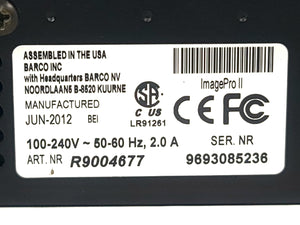 ASSEMBLED IN THE USA
BARCO INC
with Headquarters BARCO NV
NOORDLAAN5 B-8520 KUURNE
MANUFACTURED
JUN-2012 BEI
ImagePro II
SA
C US
LR91261
CE FC
100-240V ~ 50-60 Hz, 2.0 A
SER. NR
ART. NR R9004677
9693085236